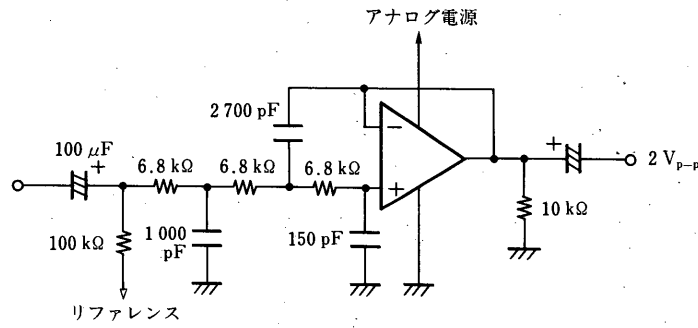 アナログ電源
2 700 pF
100 μF
+
6.8 kΩ
6.8 kΩ
6.8 kΩ
−
+
+
2 Vp−p
100 kΩ
1 000
pF
150 pF
10 kΩ
リファレンス